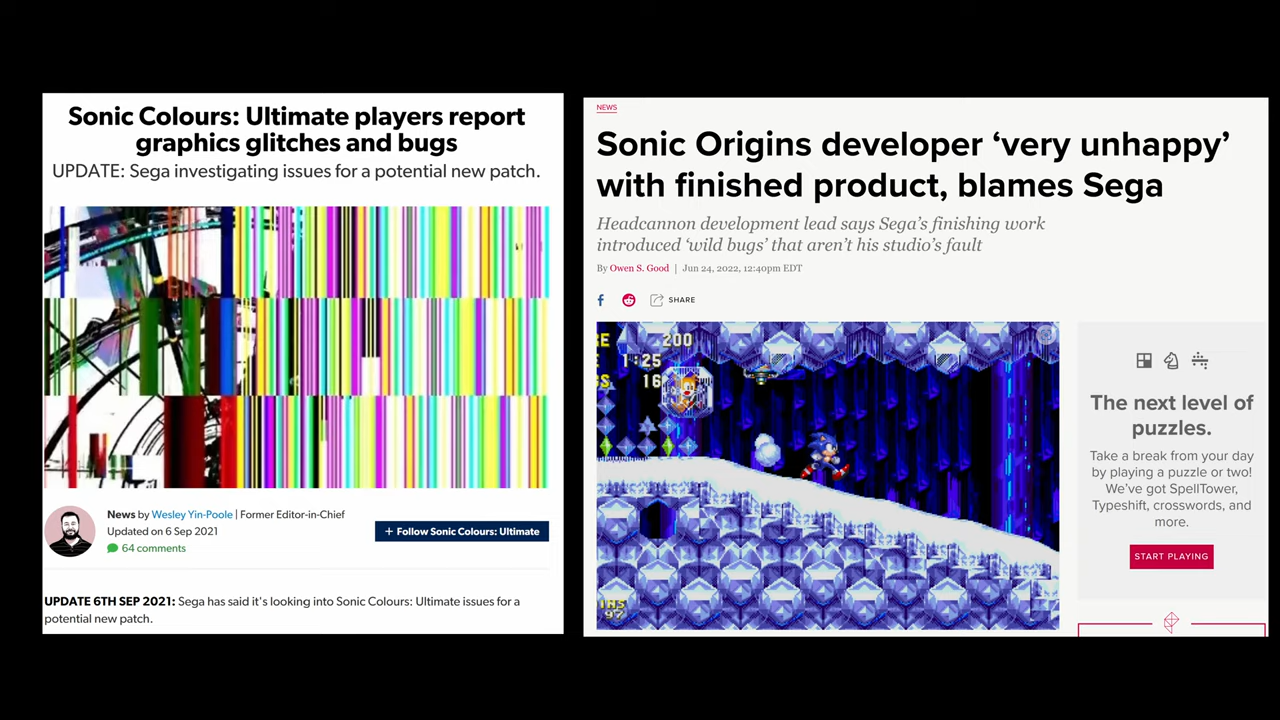 Sonic Colours: Ultimate players report
graphics glitches and bugs
UPDATE: Sega investigating issues for a potential new patch.
News by Wesley Yin-Poole | Former Editor-in-Chief
Updated on 6 Sep 2021
64 comments
+ Follow Sonic Colours: Ultimate
UPDATE 6TH SEP 2021: Sega has said it's looking into Sonic Colours: Ultimate issues for a
potential new patch.
NEWS
Sonic Origins developer ‘very unhappy’
with finished product, blames Sega
Headcannon development lead says Sega’s finishing work
introduced ‘wild bugs’ that aren’t his studio’s fault
By Owen S. Good | Jun 24, 2022, 12:40pm EDT
SHARE
RE 200
E 1:25
GS 16
INS
97
The next level of
puzzles.
Take a break from your day
by playing a puzzle or two!
We’ve got SpellTower,
Typeshift, crosswords, and
more.
START PLAYING